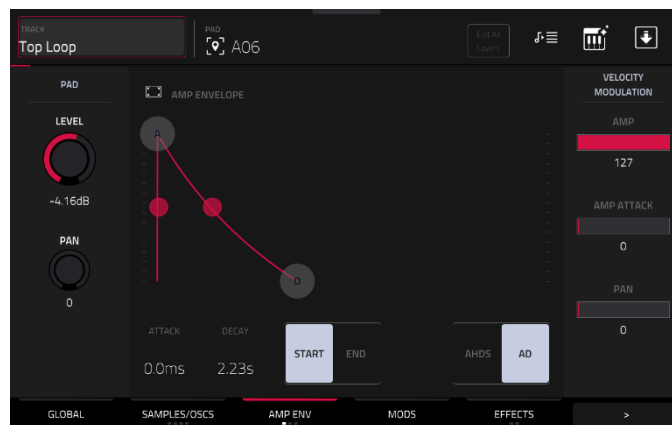 TRACK
Top Loop
PAD
A06
Edit All
Layers
PAD
LEVEL
-4.16dB
PAN
0
AMP ENVELOPE
A
D
ATTACK
0.0ms
DECAY
2.23s
START
END
AHDS
AD
VELOCITY
MODULATION
AMP
127
AMP ATTACK
0
PAN
0
GLOBAL
SAMPLES/OSCS
AMP ENV
MODS
EFFECTS
>